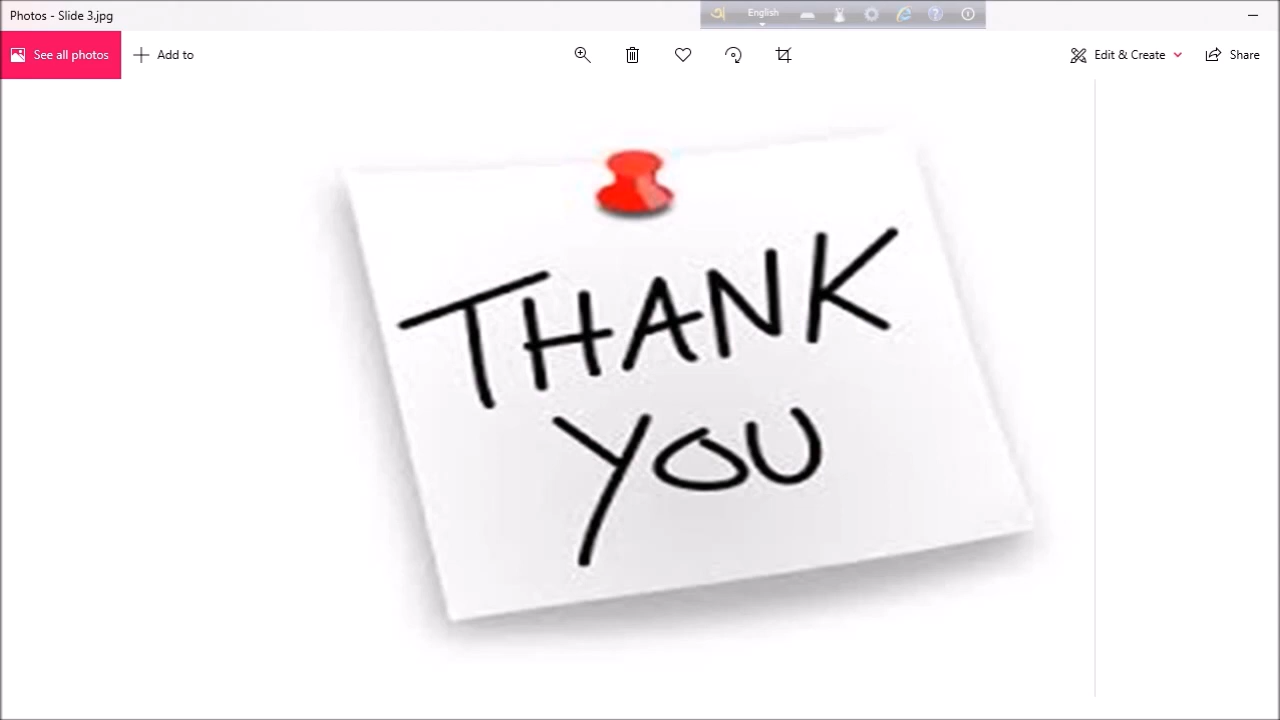 Photos - Slide 3.jpg
English
See all photos
Add to
Edit & Create
Share
THANK
YOU